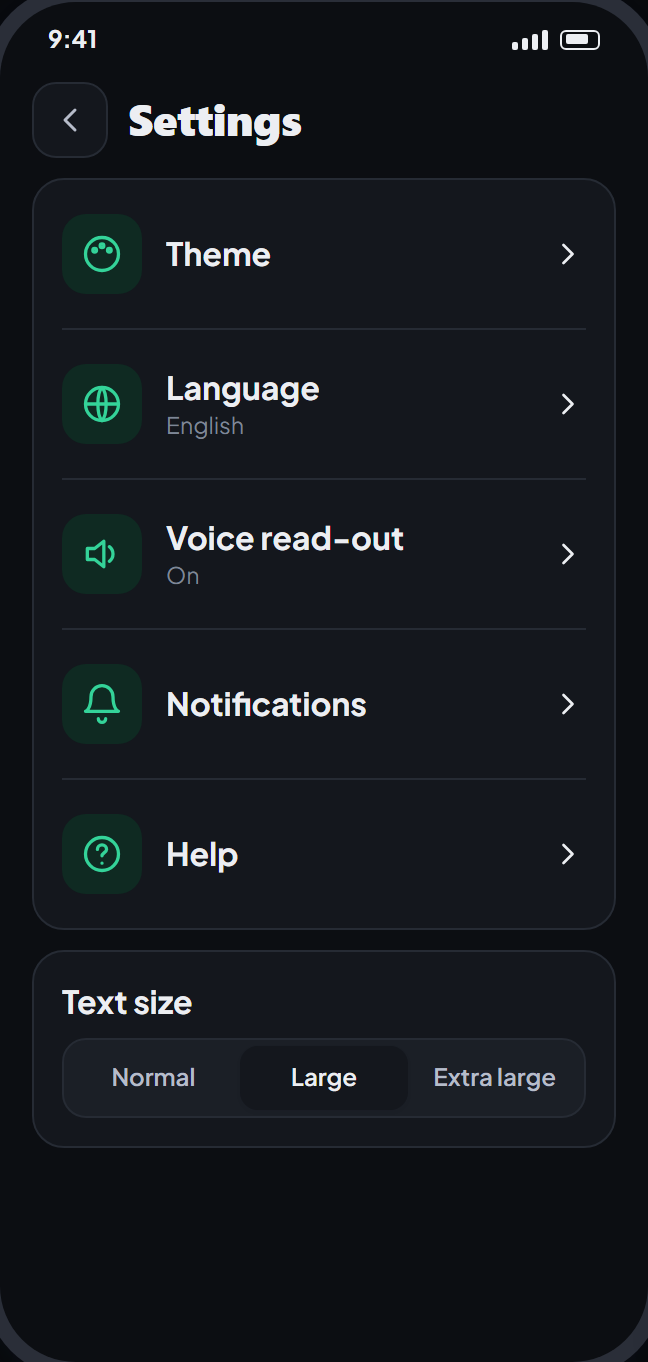 9:41
Settings
Theme
Language
English
Voice read-out
On
Notifications
Help
Text size
Normal Large Extra large